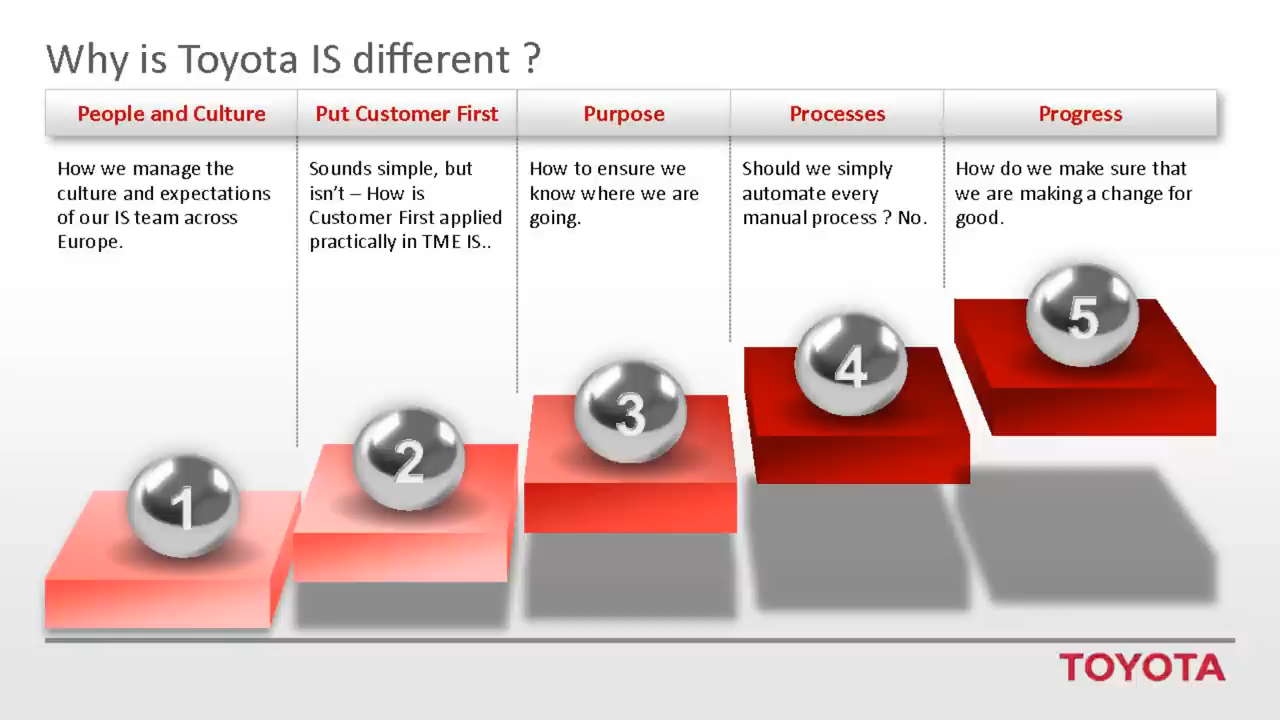 Why is Toyota IS different ?
People and Culture
Put Customer First
Purpose
Processes
Progress
How we manage the
culture and expectations
of our IS team across
Europe.
Sounds simple, but
isn't – How is
Customer First applied
practically in TME IS..
How to ensure we
know where we are
going.
Should we simply
automate every
manual process ? No.
How do we make sure that
we are making a change for
good.
1
2
3
4
5
TOYOTA